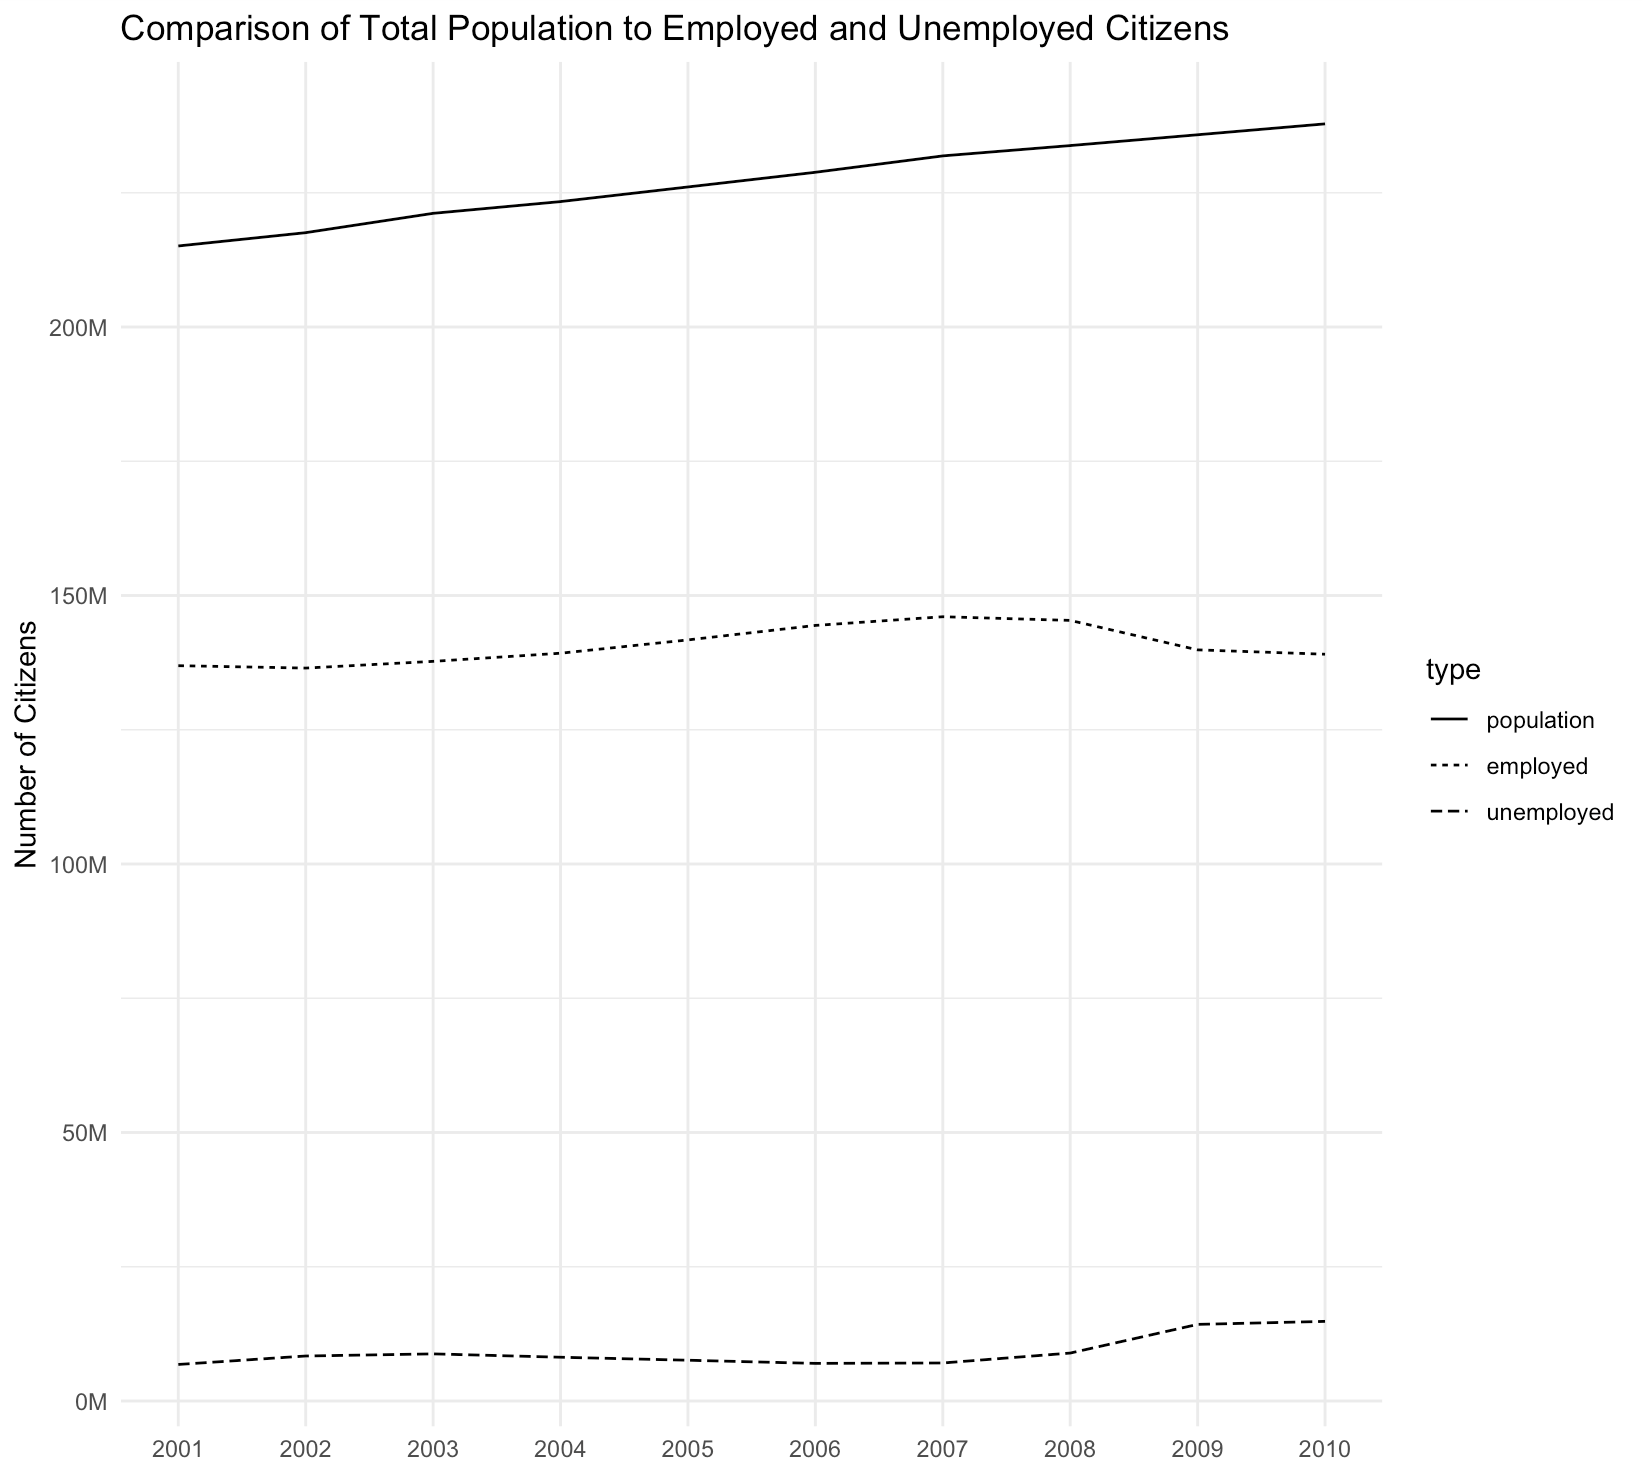 Comparison of Total Population to Employed and Unemployed Citizens
Number of Citizens
200M
150M
100M
50M
0M
2001 2002 2003 2004 2005 2006 2007 2008 2009 2010
type
population
employed
unemployed